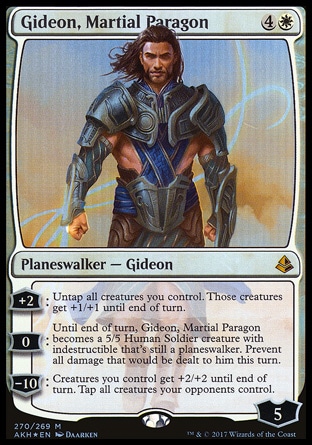 Gideon, Martial Paragon 4
Planeswalker — Gideon
+2 : Untap all creatures you control. Those creatures
get +1/+1 until end of turn.
0 : Until end of turn, Gideon, Martial Paragon
becomes a 5/5 Human Soldier creature with
indestructible that's still a planeswalker. Prevent
all damage that would be dealt to him this turn.
−10 : Creatures you control get +2/+2 until end of
turn. Tap all creatures your opponents control.
5
270/269 M
AKH★EN Daarken
™ & © 2017 Wizards of the Coast